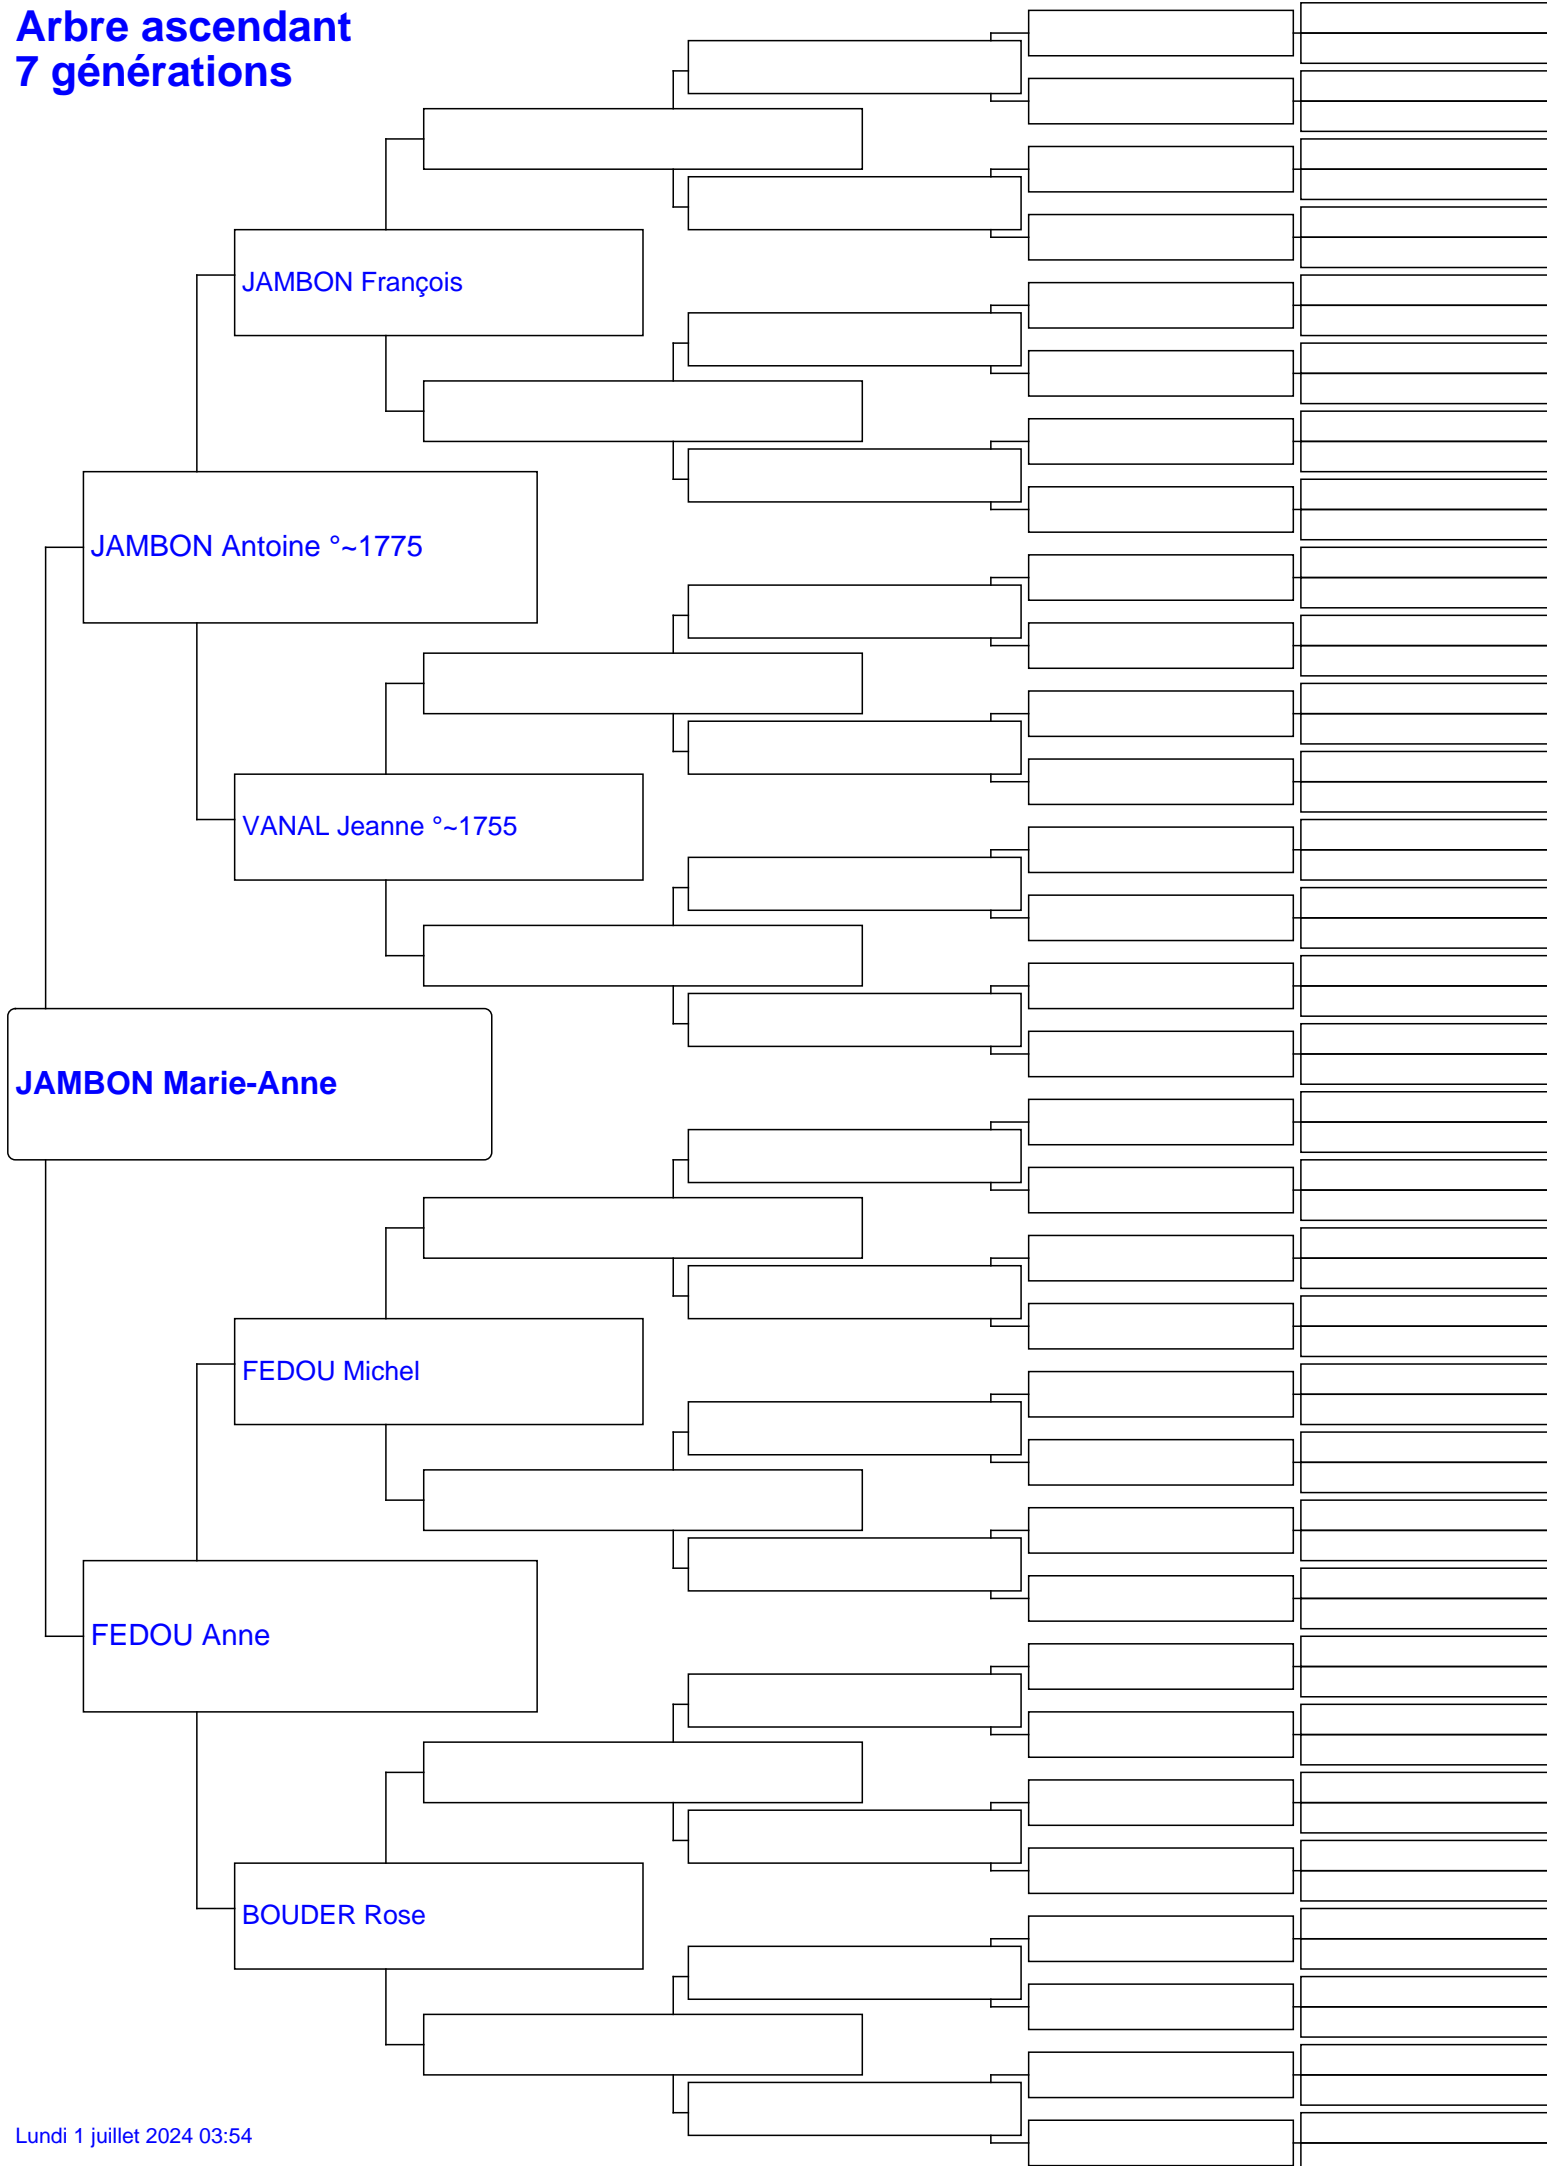 Arbre ascendant
7 générations
JAMBON François
JAMBON Antoine °~1775
VANAL Jeanne °~1755
JAMBON Marie-Anne
FEDOU Michel
FEDOU Anne
BOUDER Rose
Lundi 1 juillet 2024 03:54